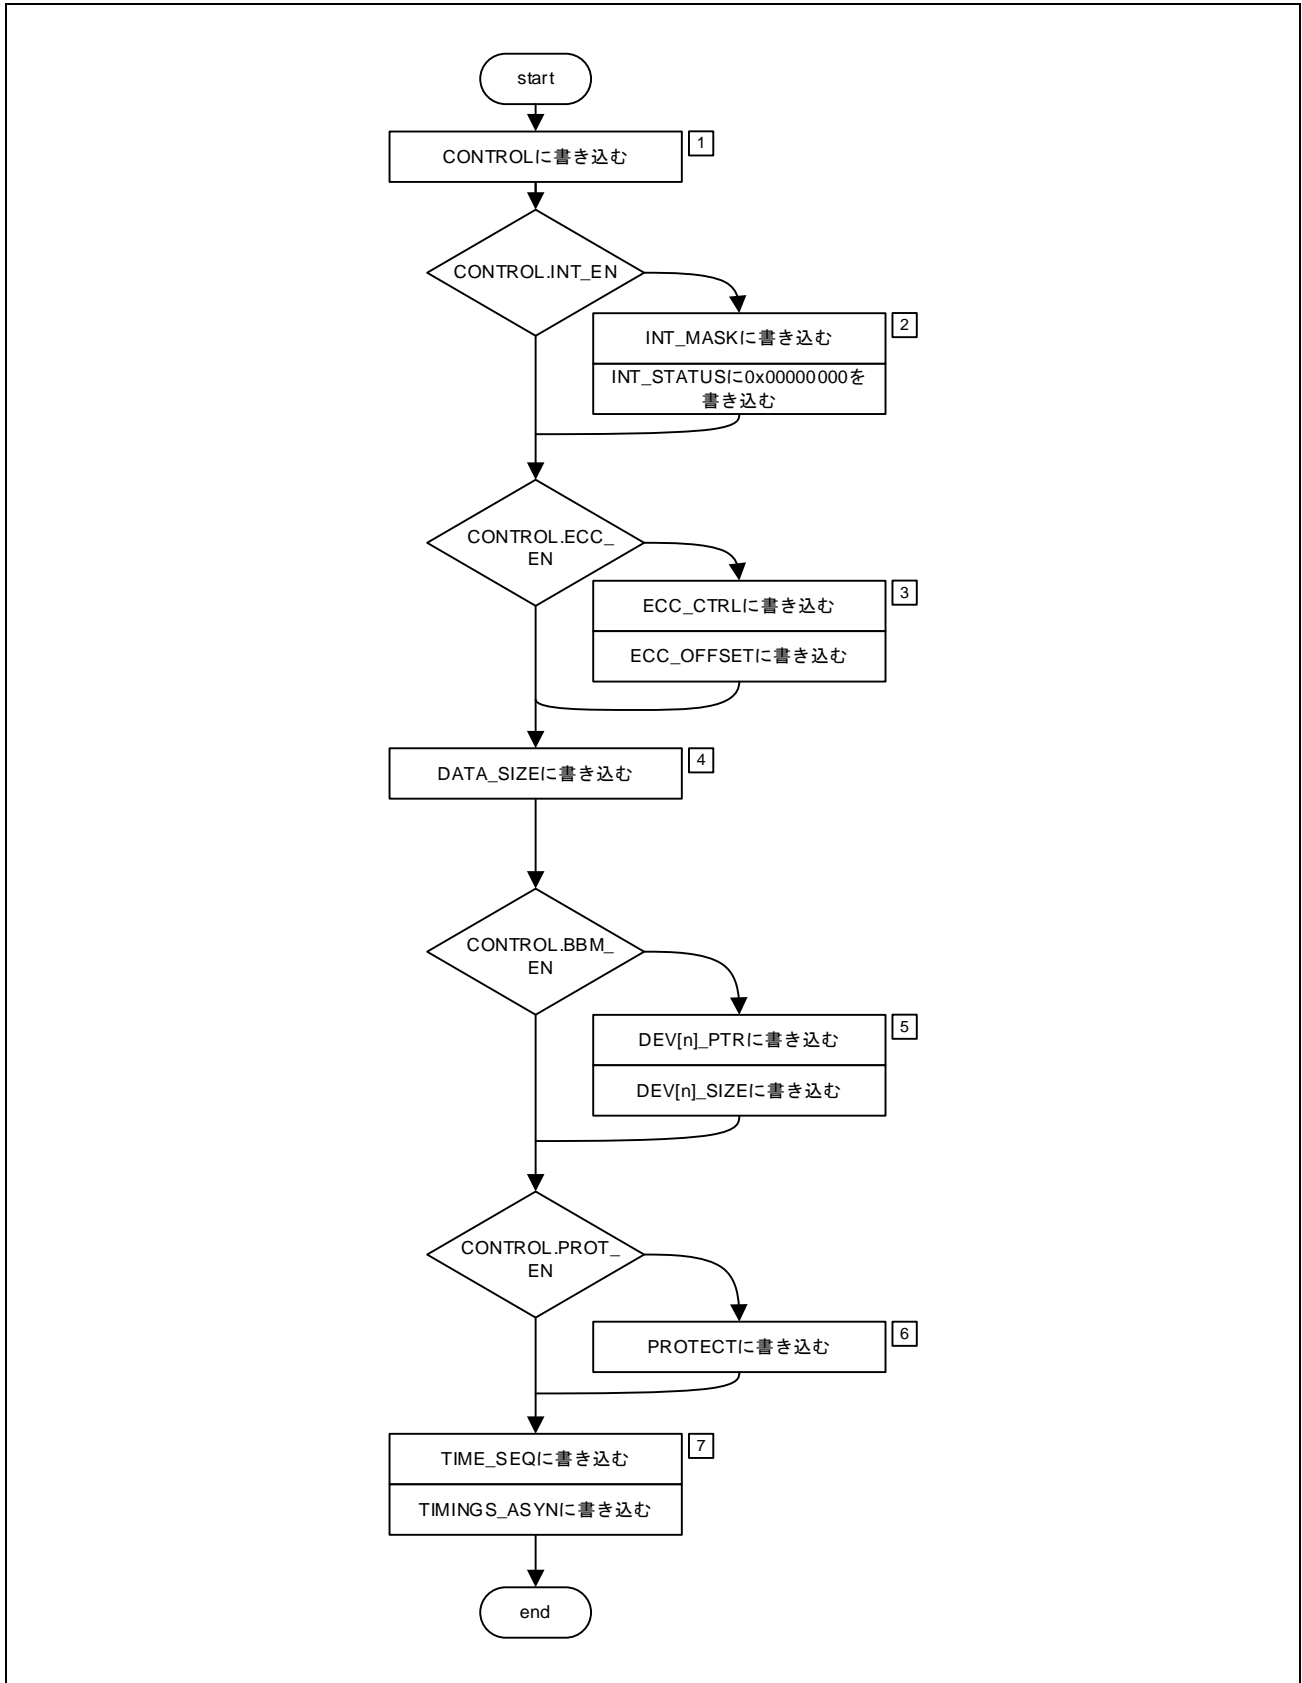 start
CONTROLに書き込む
1
CONTROL.INT_EN
INT_MASKに書き込む
2
INT_STATUSに0x00000000を
書き込む
CONTROL.ECC_
EN
ECC_CTRLに書き込む
3
ECC_OFFSETに書き込む
DATA_SIZEに書き込む
4
CONTROL.BBM_
EN
DEV[n]_PTRに書き込む
5
DEV[n]_SIZEに書き込む
CONTROL.PROT_
EN
PROTECTに書き込む
6
TIME_SEQに書き込む
7
TIMINGS_ASYNに書き込む
end